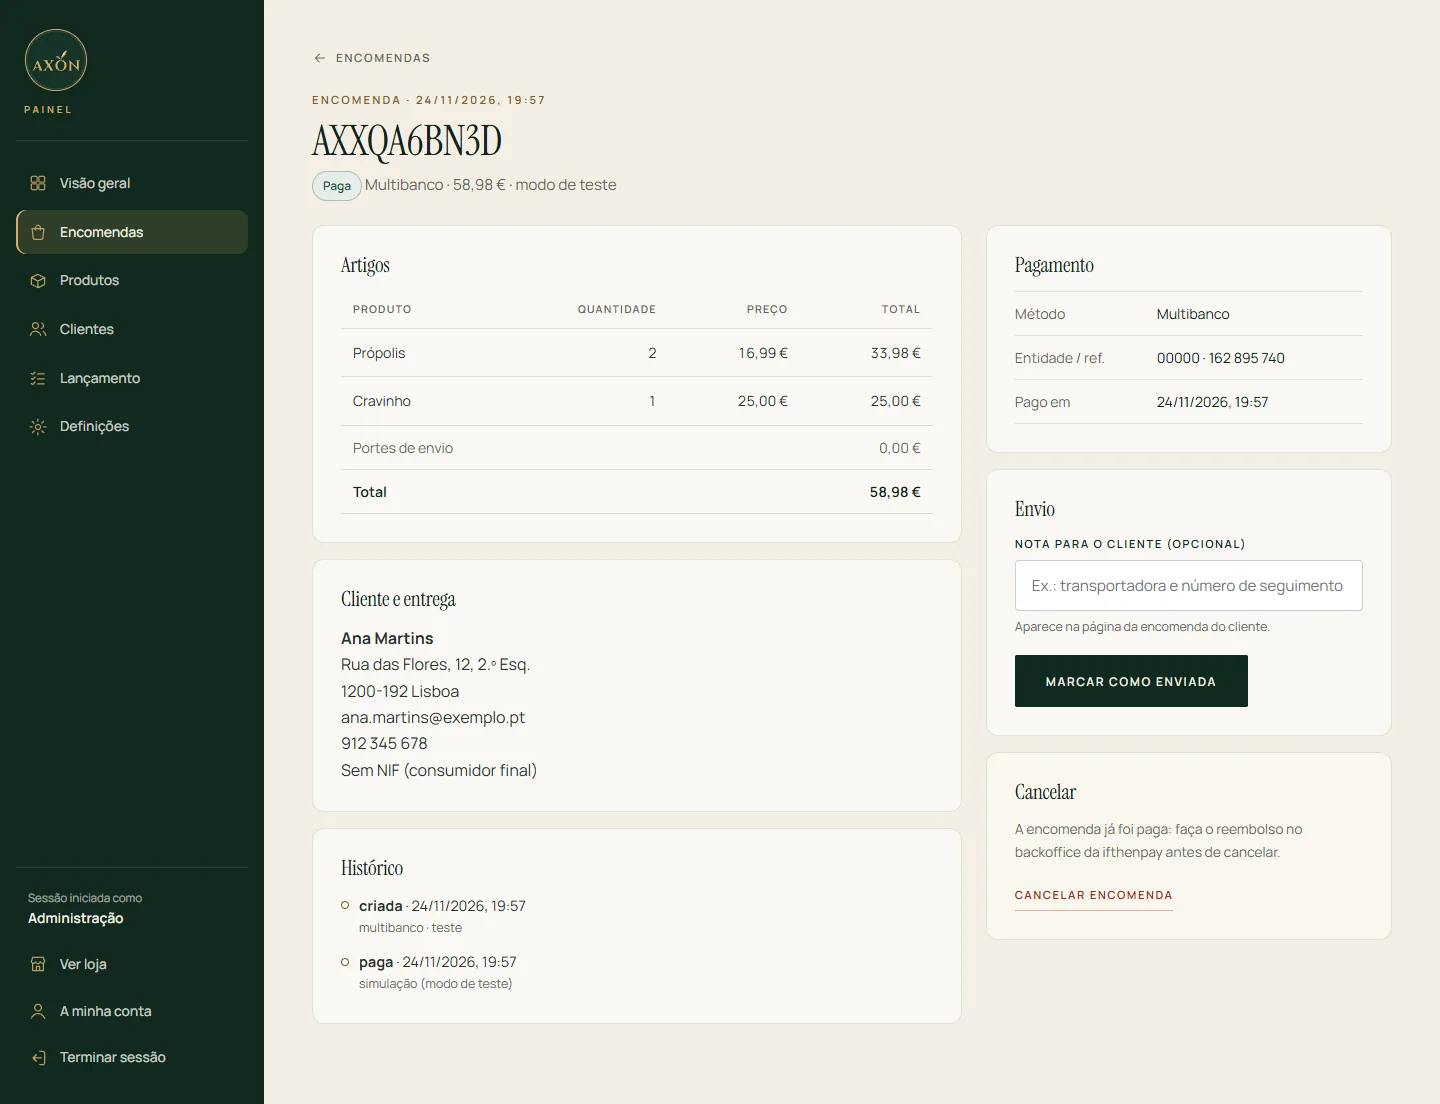 AXÓN
PAINEL
Visão geral
Encomendas
Produtos
Clientes
Lançamento
Definições
Sessão iniciada como
Administração
Ver loja
A minha conta
Terminar sessão
← ENCOMENDAS
ENCOMENDA · 24/11/2026, 19:57
AXXQA6BN3D
Paga Multibanco · 58,98 € · modo de teste
Artigos
PRODUTO QUANTIDADE PREÇO TOTAL
Própolis 2 16,99 € 33,98 €
Cravinho 1 25,00 € 25,00 €
Portes de envio 0,00 €
Total 58,98 €
Cliente e entrega
Ana Martins
Rua das Flores, 12, 2.º Esq.
1200-192 Lisboa
ana.martins@exemplo.pt
912 345 678
Sem NIF (consumidor final)
Histórico
criada · 24/11/2026, 19:57
multibanco · teste
paga · 24/11/2026, 19:57
simulação (modo de teste)
Pagamento
Método Multibanco
Entidade / ref. 00000 · 162 895 740
Pago em 24/11/2026, 19:57
Envio
NOTA PARA O CLIENTE (OPCIONAL)
Ex.: transportadora e número de seguimento
Aparece na página da encomenda do cliente.
MARCAR COMO ENVIADA
Cancelar
A encomenda já foi paga: faça o reembolso no
backoffice da ifthenpay antes de cancelar.
CANCELAR ENCOMENDA